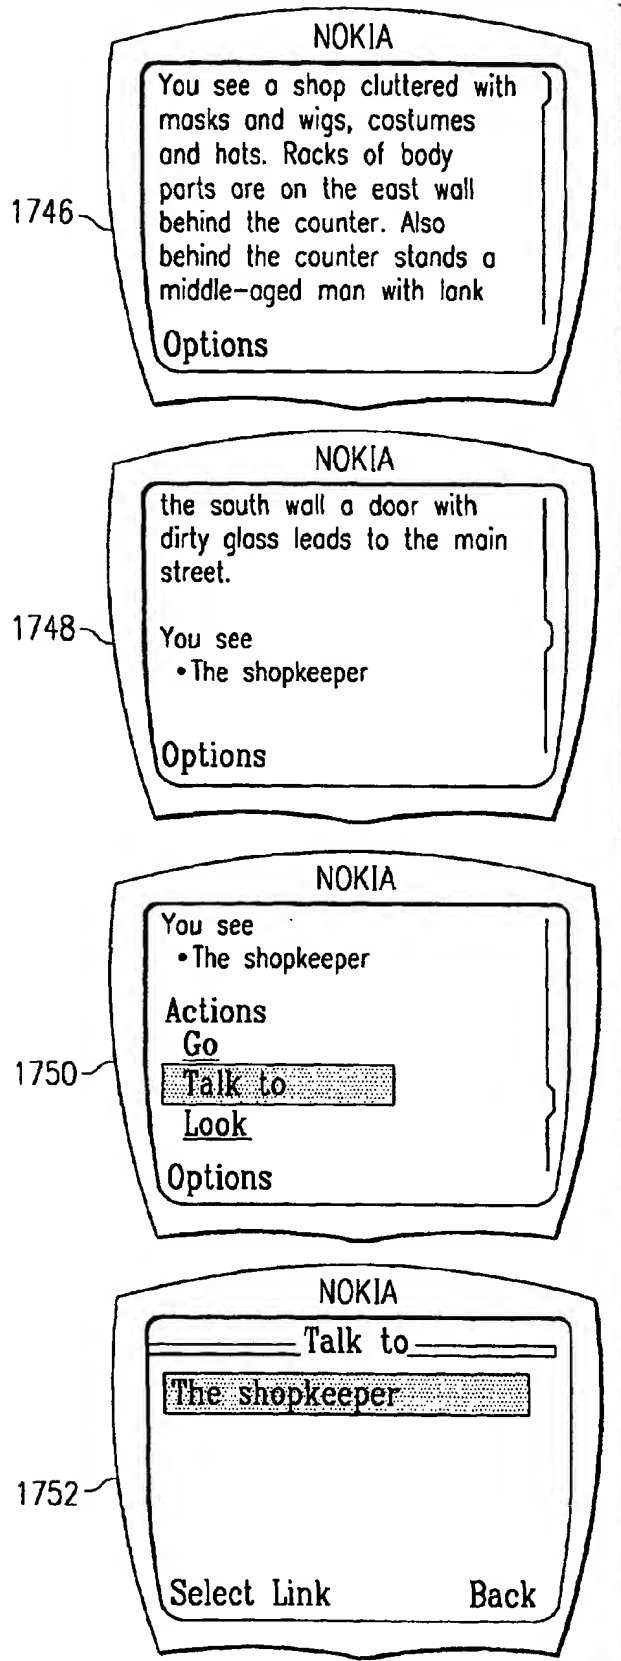 NOKIA
You see a shop cluttered with
masks and wigs, costumes
and hats. Racks of body
parts are on the east wall
behind the counter. Also
behind the counter stands a
middle-aged man with lank
Options
1746
NOKIA
the south wall a door with
dirty glass leads to the main
street.
You see
•The shopkeeper
Options
1748
NOKIA
You see
•The shopkeeper
Actions
Go
Talk to
Look
Options
1750
NOKIA
Talk to
The shopkeeper
Select Link Back
1752